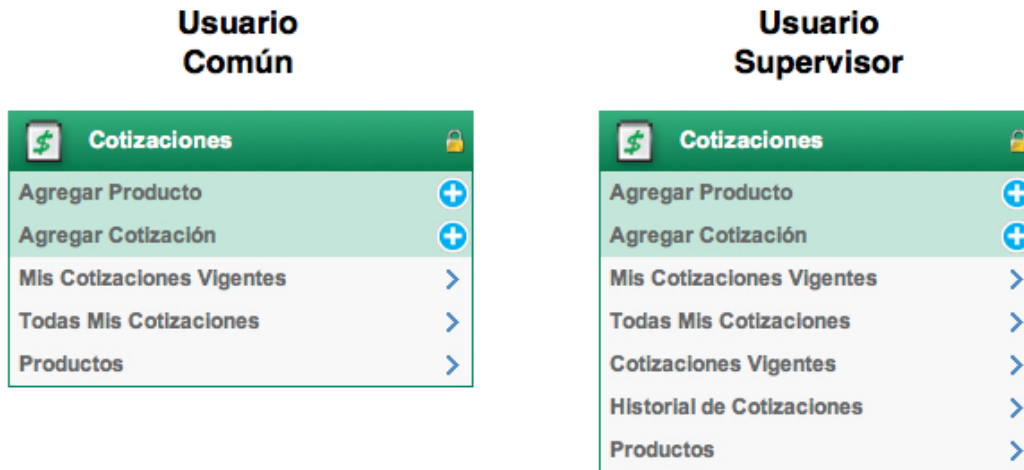 Usuario
Común
Cotizaciones
Agregar Producto
Agregar Cotización
Mis Cotizaciones Vigentes
Todas Mis Cotizaciones
Productos
Usuario
Supervisor
Cotizaciones
Agregar Producto
Agregar Cotización
Mis Cotizaciones Vigentes
Todas Mis Cotizaciones
Cotizaciones Vigentes
Historial de Cotizaciones
Productos